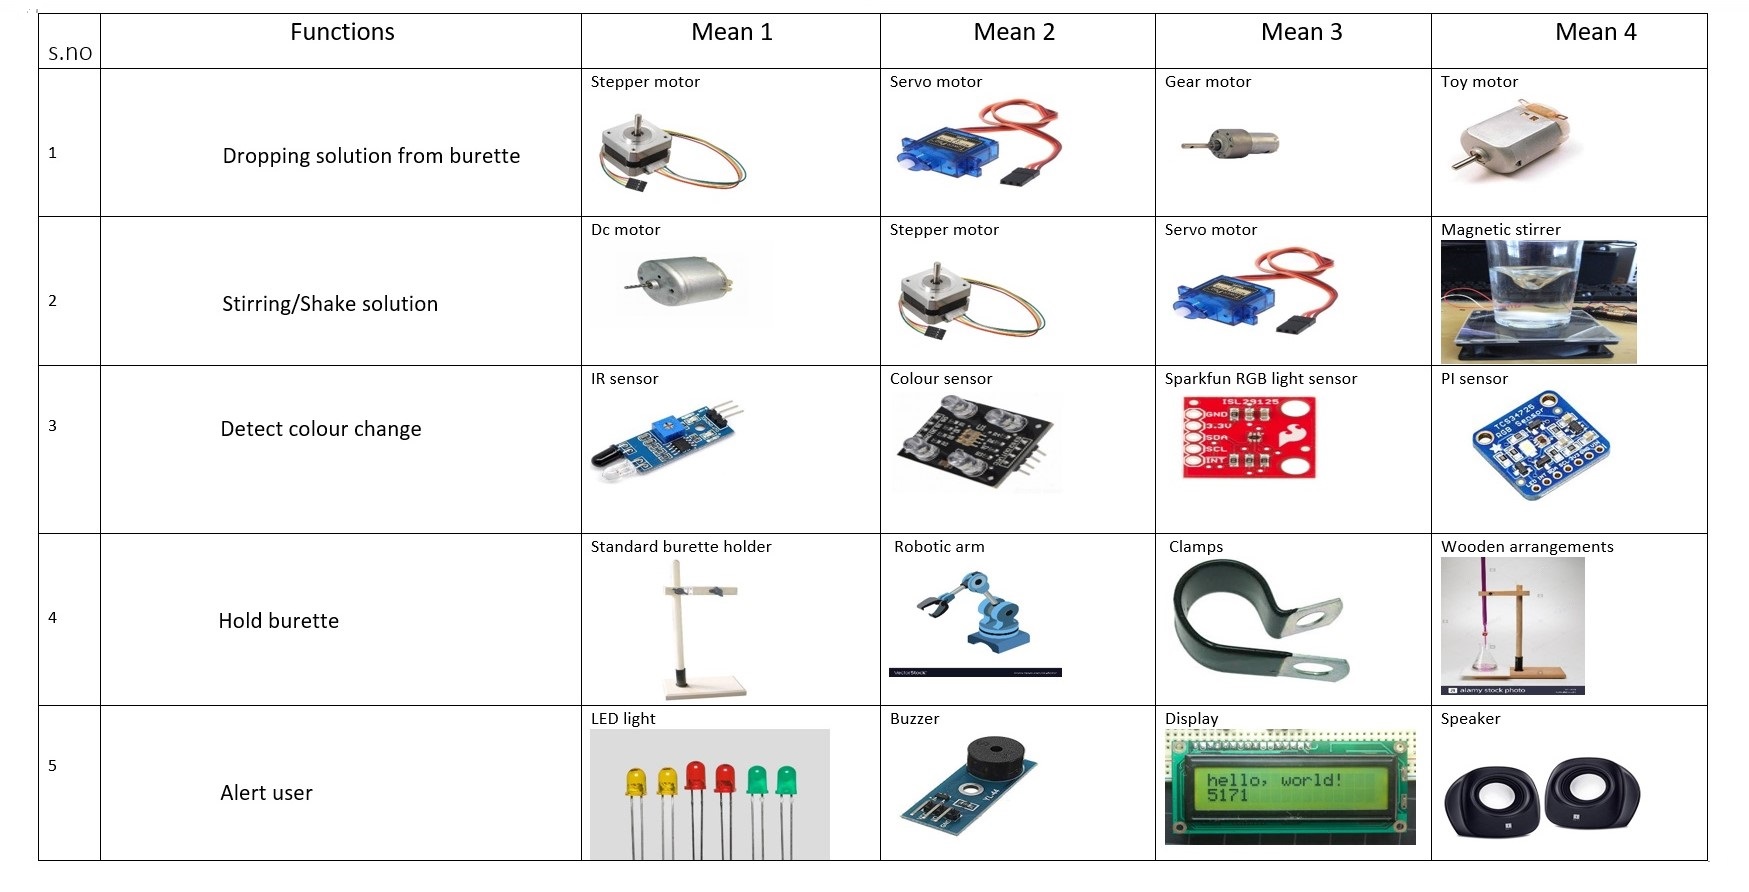 s.no
Functions
Mean 1
Mean 2
Mean 3
Mean 4
1
Dropping solution from burette
Stepper motor
Servo motor
Gear motor
Toy motor
2
Stirring/Shake solution
Dc motor
Stepper motor
Servo motor
Magnetic stirrer
3
Detect colour change
IR sensor
Colour sensor
Sparkfun RGB light sensor
ISL29125
GND
3.3V
SDA
SCL
INT
PI sensor
TCS34725
RGB Sensor
4
Hold burette
Standard burette holder
Robotic arm
VectorStock
Clamps
Wooden arrangements
a alamy stock photo
5
Alert user
LED light
Buzzer
YL-44
Display
hello, world!
5171
Speaker